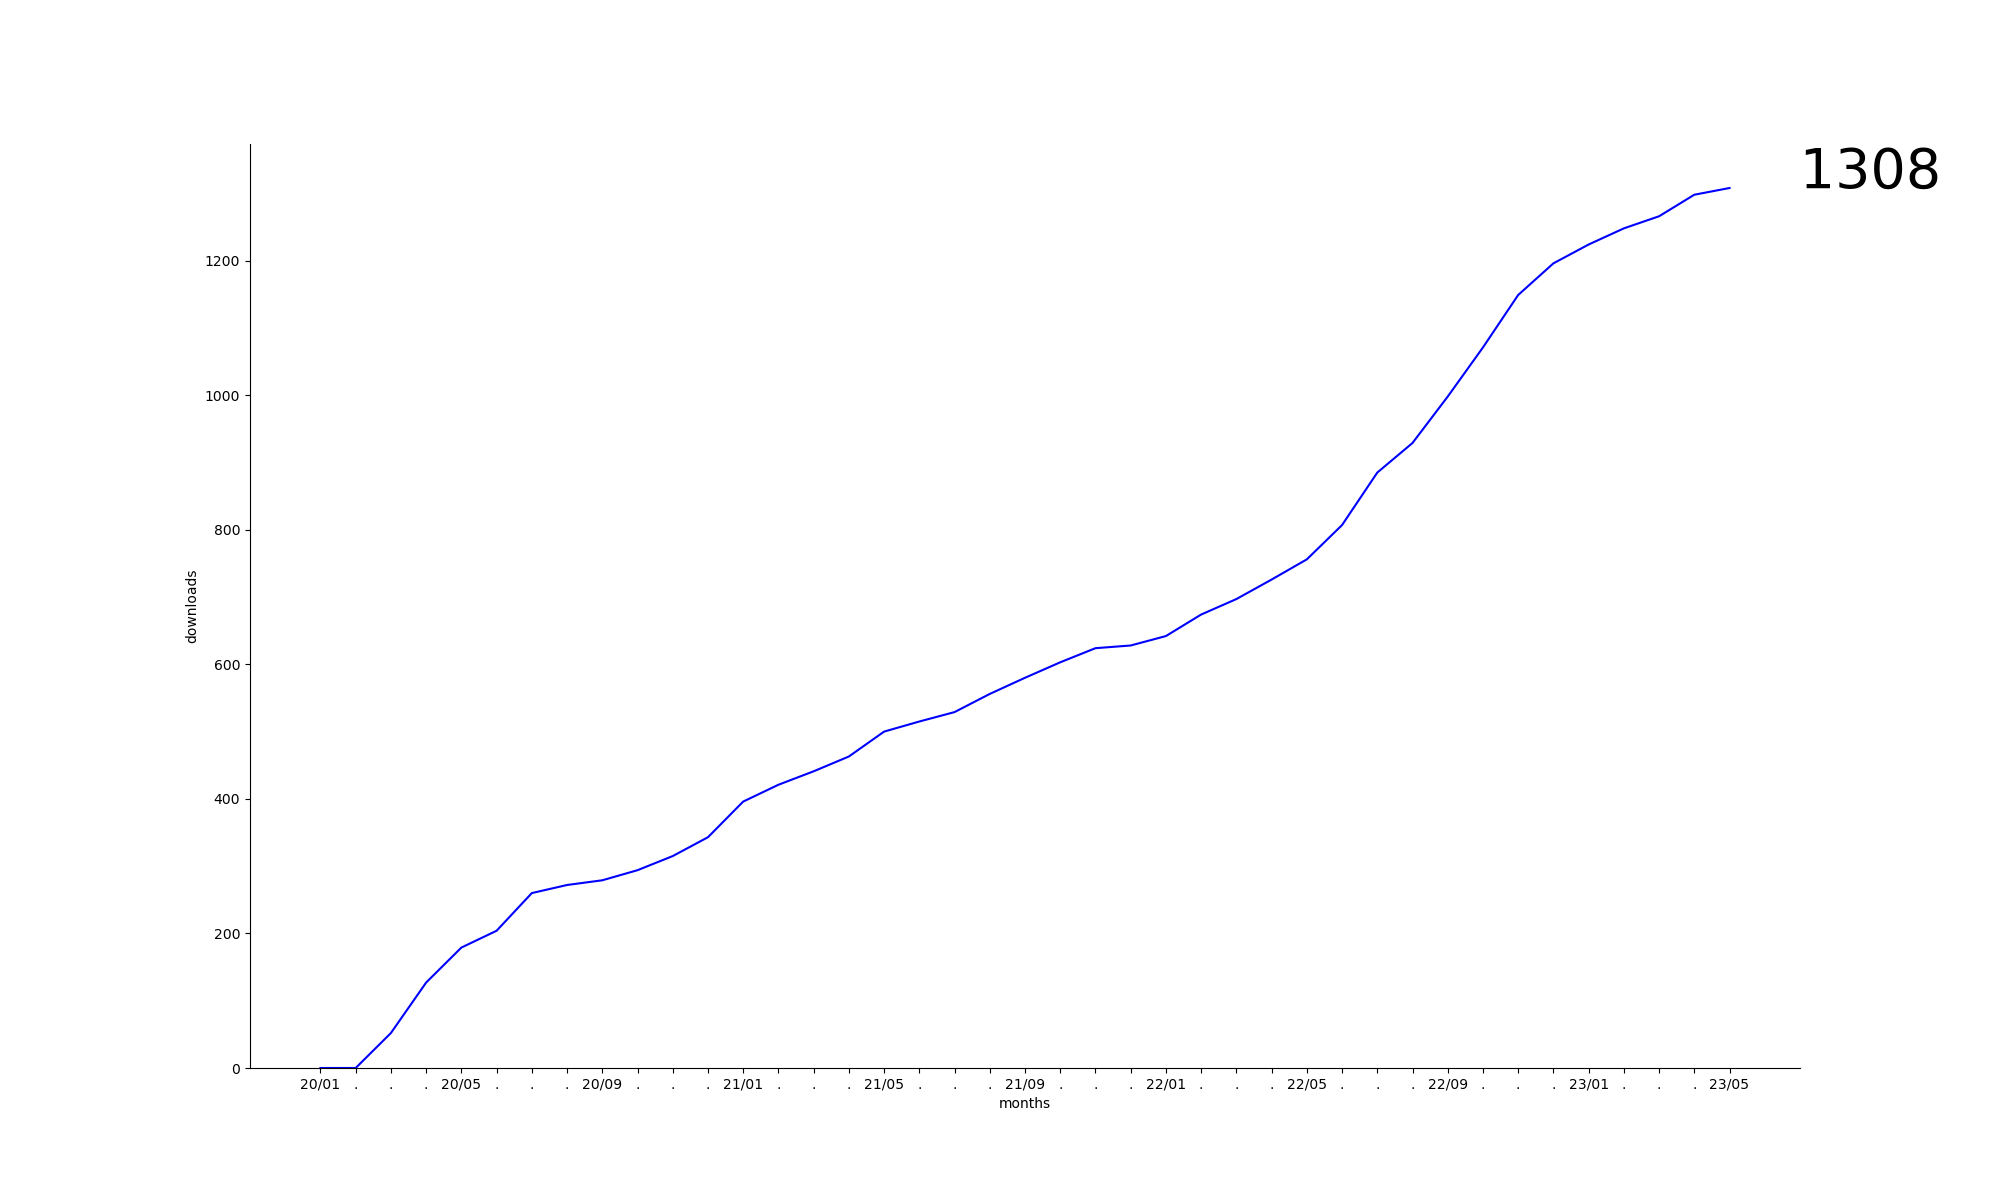 1308
1200
1000
800
600
400
200
0
downloads
20/01 . . . 20/05 . . . 20/09 . . . 21/01 . . . 21/05 . . . 21/09 . . . 22/01 . . . 22/05 . . . 22/09 . . . 23/01 . . . 23/05
months